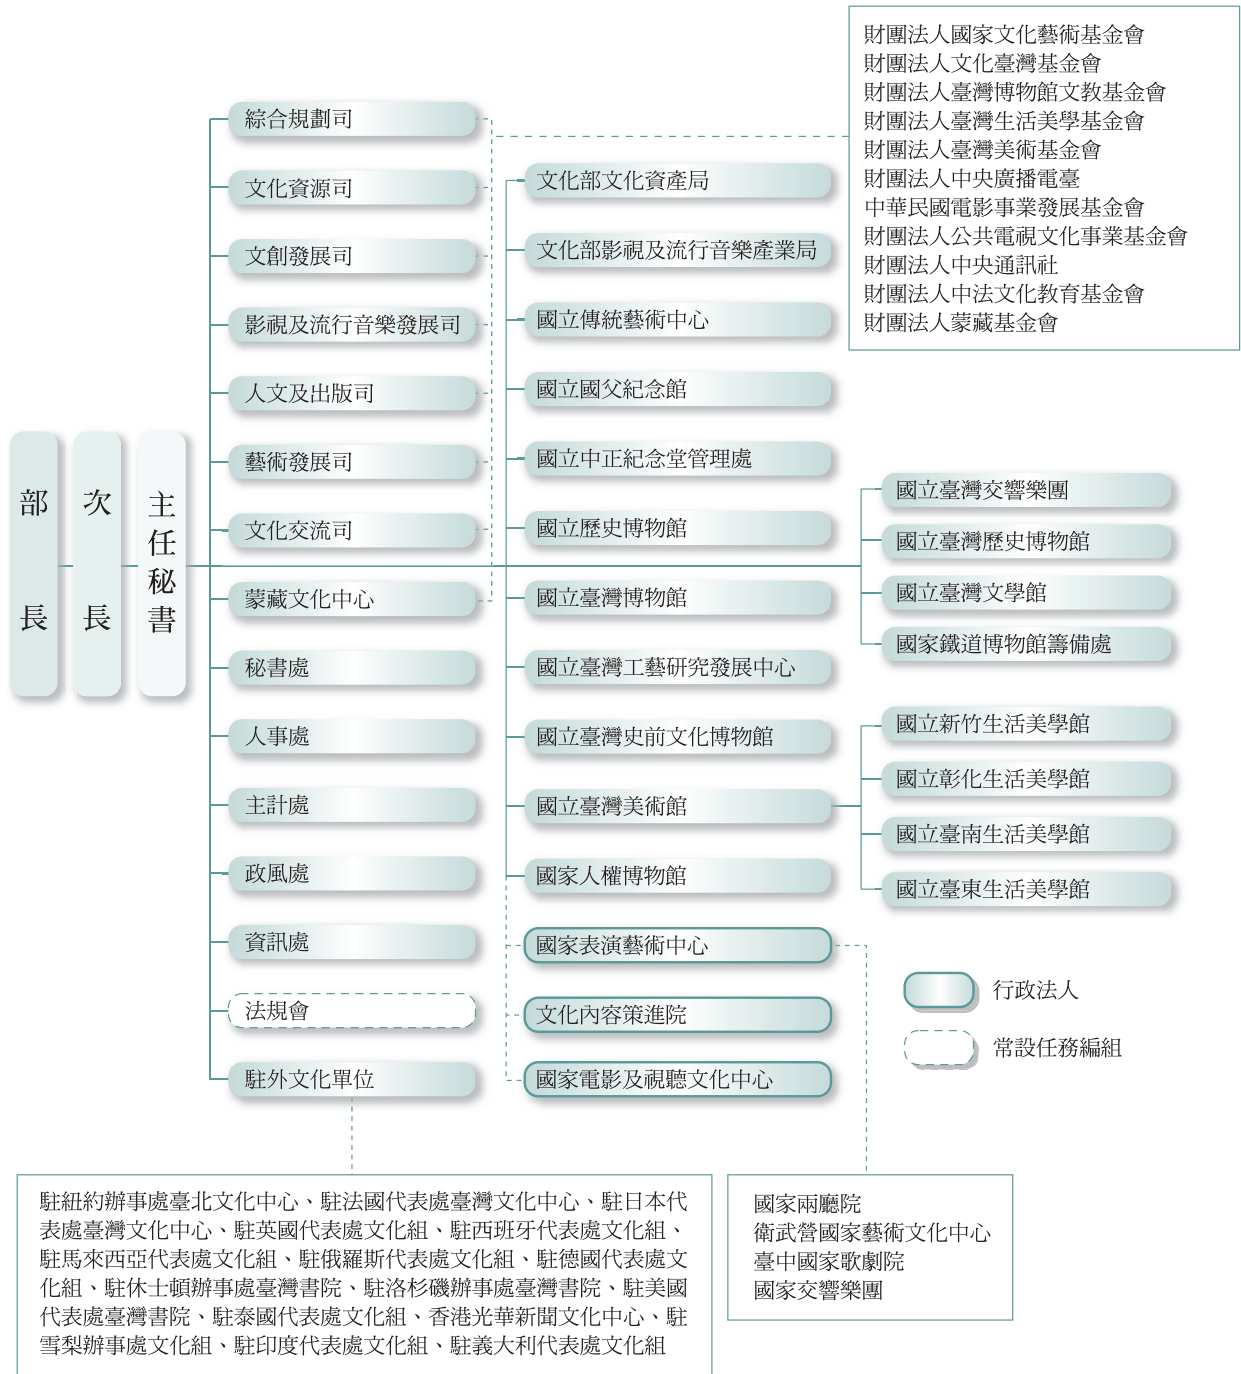 部長
次長
主任秘書
綜合規劃司
文化資源司
文創發展司
影視及流行音樂發展司
人文及出版司
藝術發展司
文化交流司
蒙藏文化中心
秘書處
人事處
主計處
政風處
資訊處
法規會
駐外文化單位
文化部文化資產局
文化部影視及流行音樂產業局
國立傳統藝術中心
國立國父紀念館
國立中正紀念堂管理處
國立歷史博物館
國立臺灣博物館
國立臺灣工藝研究發展中心
國立臺灣史前文化博物館
國立臺灣美術館
國家人權博物館
國家表演藝術中心
文化內容策進院
國家電影及視聽文化中心
財團法人國家文化藝術基金會
財團法人文化臺灣基金會
財團法人臺灣博物館文教基金會
財團法人臺灣生活美學基金會
財團法人臺灣美術基金會
財團法人中央廣播電臺
中華民國電影事業發展基金會
財團法人公共電視文化事業基金會
財團法人中央通訊社
財團法人中法文化教育基金會
財團法人蒙藏基金會
國立臺灣交響樂團
國立臺灣歷史博物館
國立臺灣文學館
國家鐵道博物館籌備處
國立新竹生活美學館
國立彰化生活美學館
國立臺南生活美學館
國立臺東生活美學館
行政法人
常設任務編組
駐紐約辦事處臺北文化中心、駐法國代表處臺灣文化中心、駐日本代
表處臺灣文化中心、駐英國代表處文化組、駐西班牙代表處文化組、
駐馬來西亞代表處文化組、駐俄羅斯代表處文化組、駐德國代表處文
化組、駐休士頓辦事處臺灣書院、駐洛杉磯辦事處臺灣書院、駐美國
代表處臺灣書院、駐泰國代表處文化組、香港光華新聞文化中心、駐
雪梨辦事處文化組、駐印度代表處文化組、駐義大利代表處文化組
國家兩廳院
衛武營國家藝術文化中心
臺中國家歌劇院
國家交響樂團